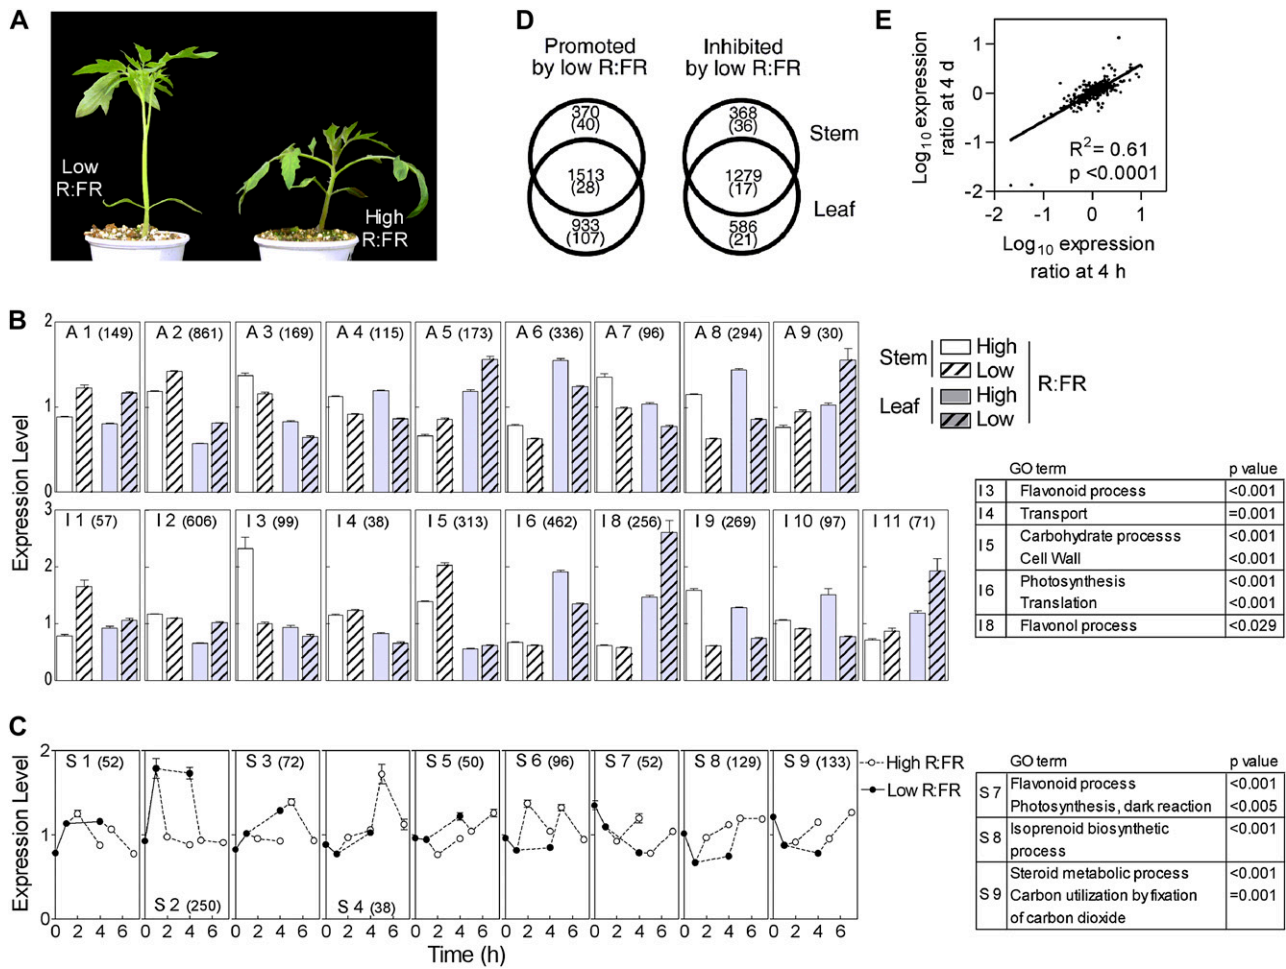 A
Low
R:FR
High
R:FR
D
Promoted
by low R:FR
Inhibited
by low R:FR
370
(40)
1513
(28)
933
(107)
368
(36)
1279
(17)
586
(21)
Stem
Leaf
E
Log10 expression
ratio at 4 d
1
0
-1
-2
R2 = 0.61
p <0.0001
-2 -1 0 1
Log10 expression
ratio at 4 h
B
Expression Level
2
1
0
A 1 (149) A 2 (861) A 3 (169) A 4 (115) A 5 (173) A 6 (336) A 7 (96) A 8 (294) A 9 (30)
Stem
High
Low
Leaf
High
Low
R:FR
3
2
1
0
I 1 (57) I 2 (606) I 3 (99) I 4 (38) I 5 (313) I 6 (462) I 8 (256) I 9 (269) I 10 (97) I 11 (71)
GO term p value
I 3 Flavonoid process <0.001
I 4 Transport =0.001
I 5 Carbohydrate processs <0.001
Cell Wall <0.001
I 6 Photosynthesis <0.001
Translation <0.001
I 8 Flavonol process <0.029
C
Expression Level
2
1
0
S 1 (52) S 3 (72) S 5 (50) S 6 (96) S 7 (52) S 8 (129) S 9 (133)
S 2 (250) S 4 (38)
0 2 4 6 0 2 4 6 0 2 4 6 0 2 4 6 0 2 4 6 0 2 4 6 0 2 4 6 0 2 4 6 0 2 4 6
Time (h)
High R:FR
Low R:FR
GO term p value
S 7 Flavonoid process <0.001
Photosynthesis, dark reaction <0.005
S 8 Isoprenoid biosynthetic <0.001
process
S 9 Steroid metabolic process <0.001
Carbon utilization by fixation =0.001
of carbon dioxide